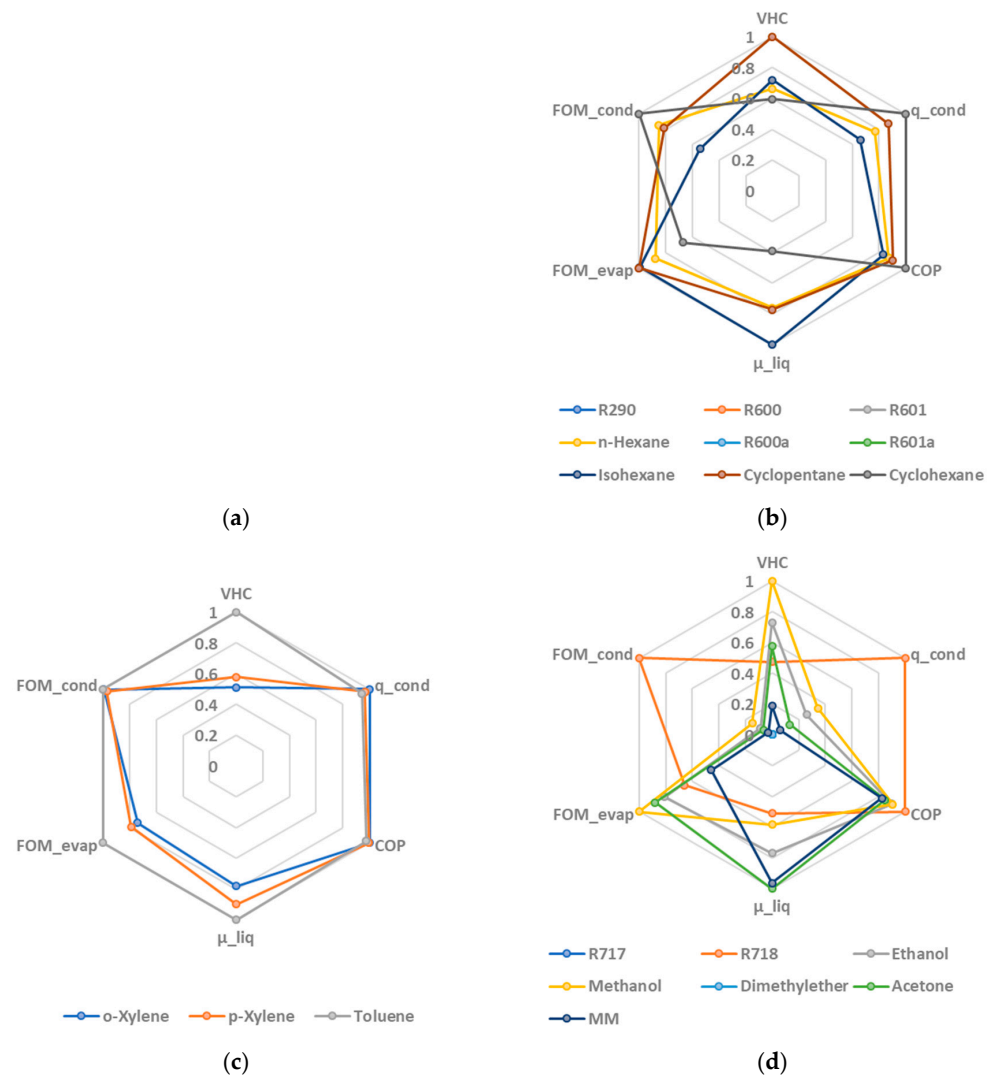 VHC
1
0.8
0.6
0.4
0.2
0
FOM_cond
q_cond
FOM_evap
COP
μ_liq
R290 R600 R601
n-Hexane R600a R601a
Isohexane Cyclopentane Cyclohexane
(a) (b)
VHC
1
0.8
0.6
0.4
0.2
0
FOM_cond
q_cond
FOM_evap
COP
μ_liq
o-Xylene p-Xylene Toluene
(c)
VHC
1
0.8
0.6
0.4
0.2
0
FOM_cond
q_cond
FOM_evap
COP
μ_liq
R717 R718 Ethanol
Methanol Dimethylether Acetone
MM
(d)